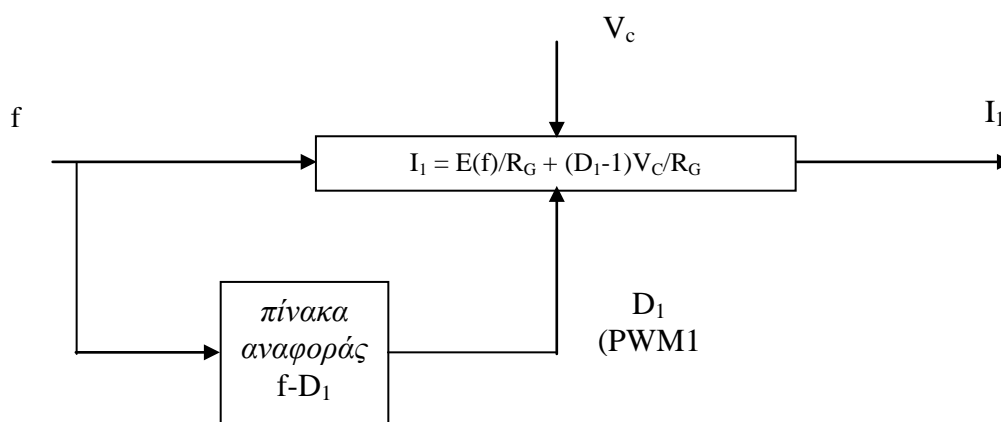 V_c
f
I_1
I_1 = E(f)/R_G + (D_1-1)V_C/R_G
πίνακα
αναφοράς
f-D_1
D_1
(PWM1